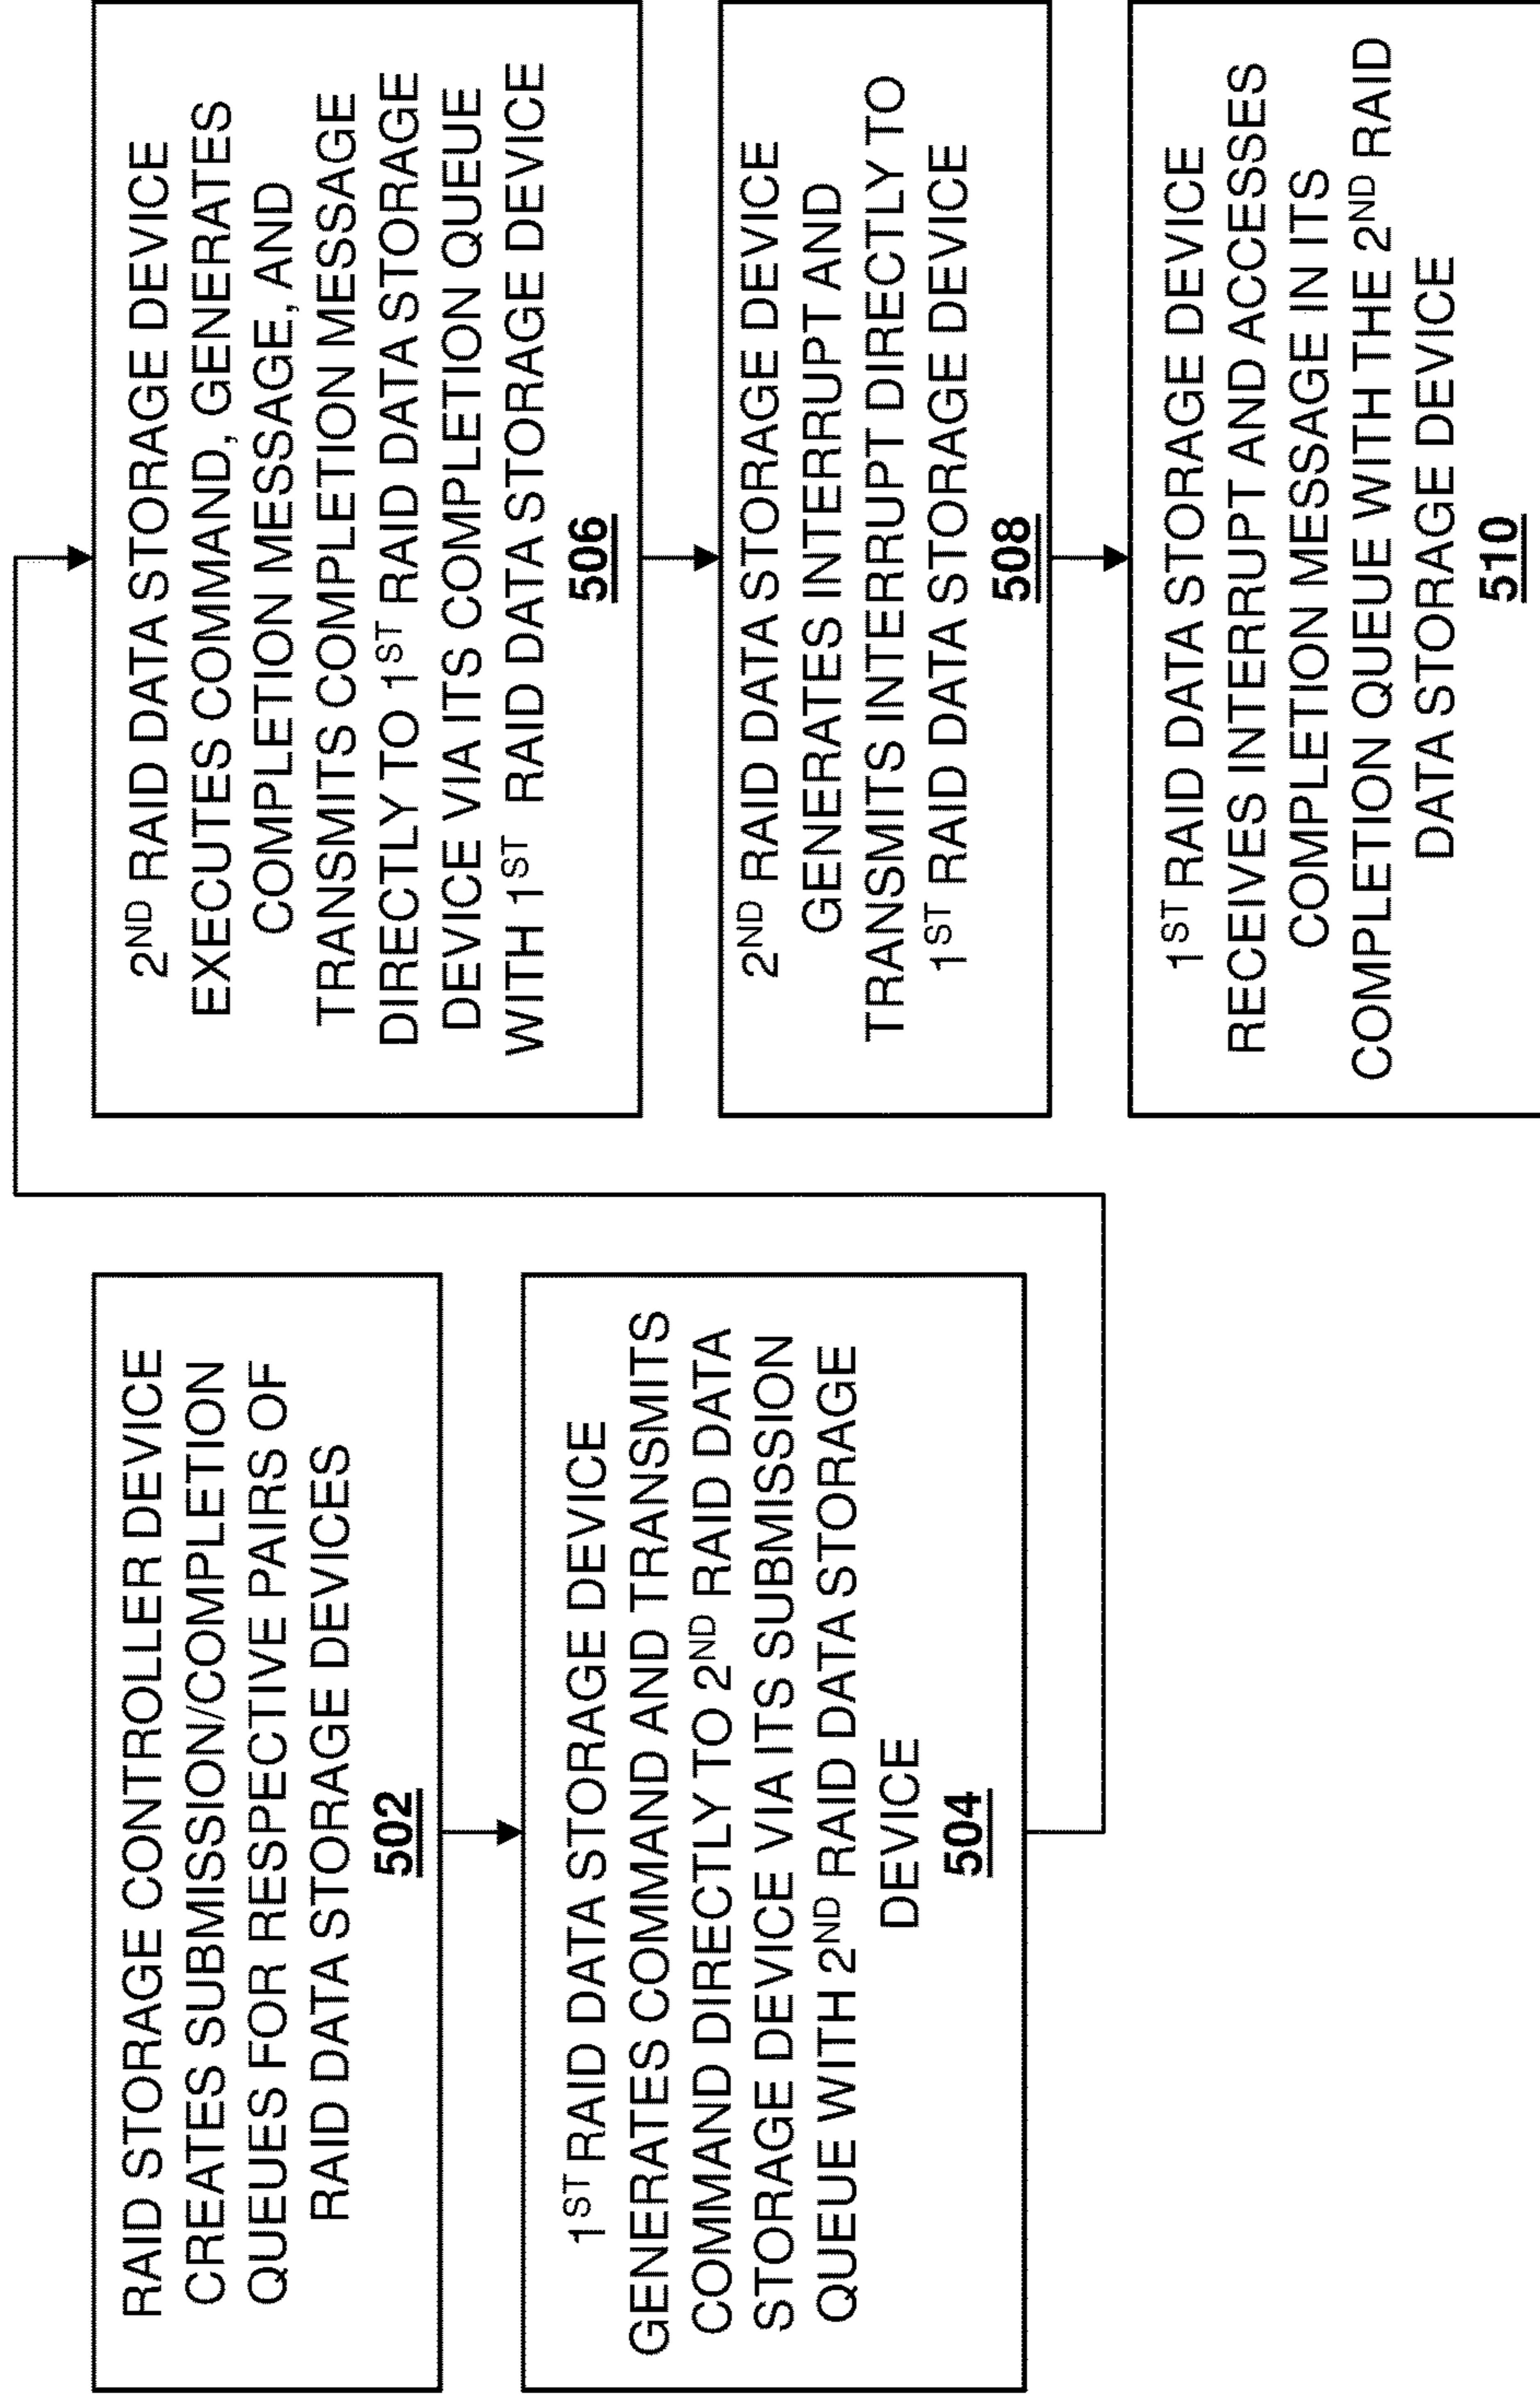 RAID STORAGE CONTROLLER DEVICE
CREATES SUBMISSION/COMPLETION
QUEUES FOR RESPECTIVE PAIRS OF
RAID DATA STORAGE DEVICES
502
1ST RAID DATA STORAGE DEVICE
GENERATES COMMAND AND TRANSMITS
COMMAND DIRECTLY TO 2ND RAID DATA
STORAGE DEVICE VIA ITS SUBMISSION
QUEUE WITH 2ND RAID DATA STORAGE
DEVICE
504
2ND RAID DATA STORAGE DEVICE
EXECUTES COMMAND, GENERATES
COMPLETION MESSAGE, AND
TRANSMITS COMPLETION MESSAGE
DIRECTLY TO 1ST RAID DATA STORAGE
DEVICE VIA ITS COMPLETION QUEUE
WITH 1ST RAID DATA STORAGE DEVICE
506
2ND RAID DATA STORAGE DEVICE
GENERATES INTERRUPT AND
TRANSMITS INTERRUPT DIRECTLY TO
1ST RAID DATA STORAGE DEVICE
508
1ST RAID DATA STORAGE DEVICE
RECEIVES INTERRUPT AND ACCESSES
COMPLETION MESSAGE IN ITS
COMPLETION QUEUE WITH THE 2ND RAID
DATA STORAGE DEVICE
510